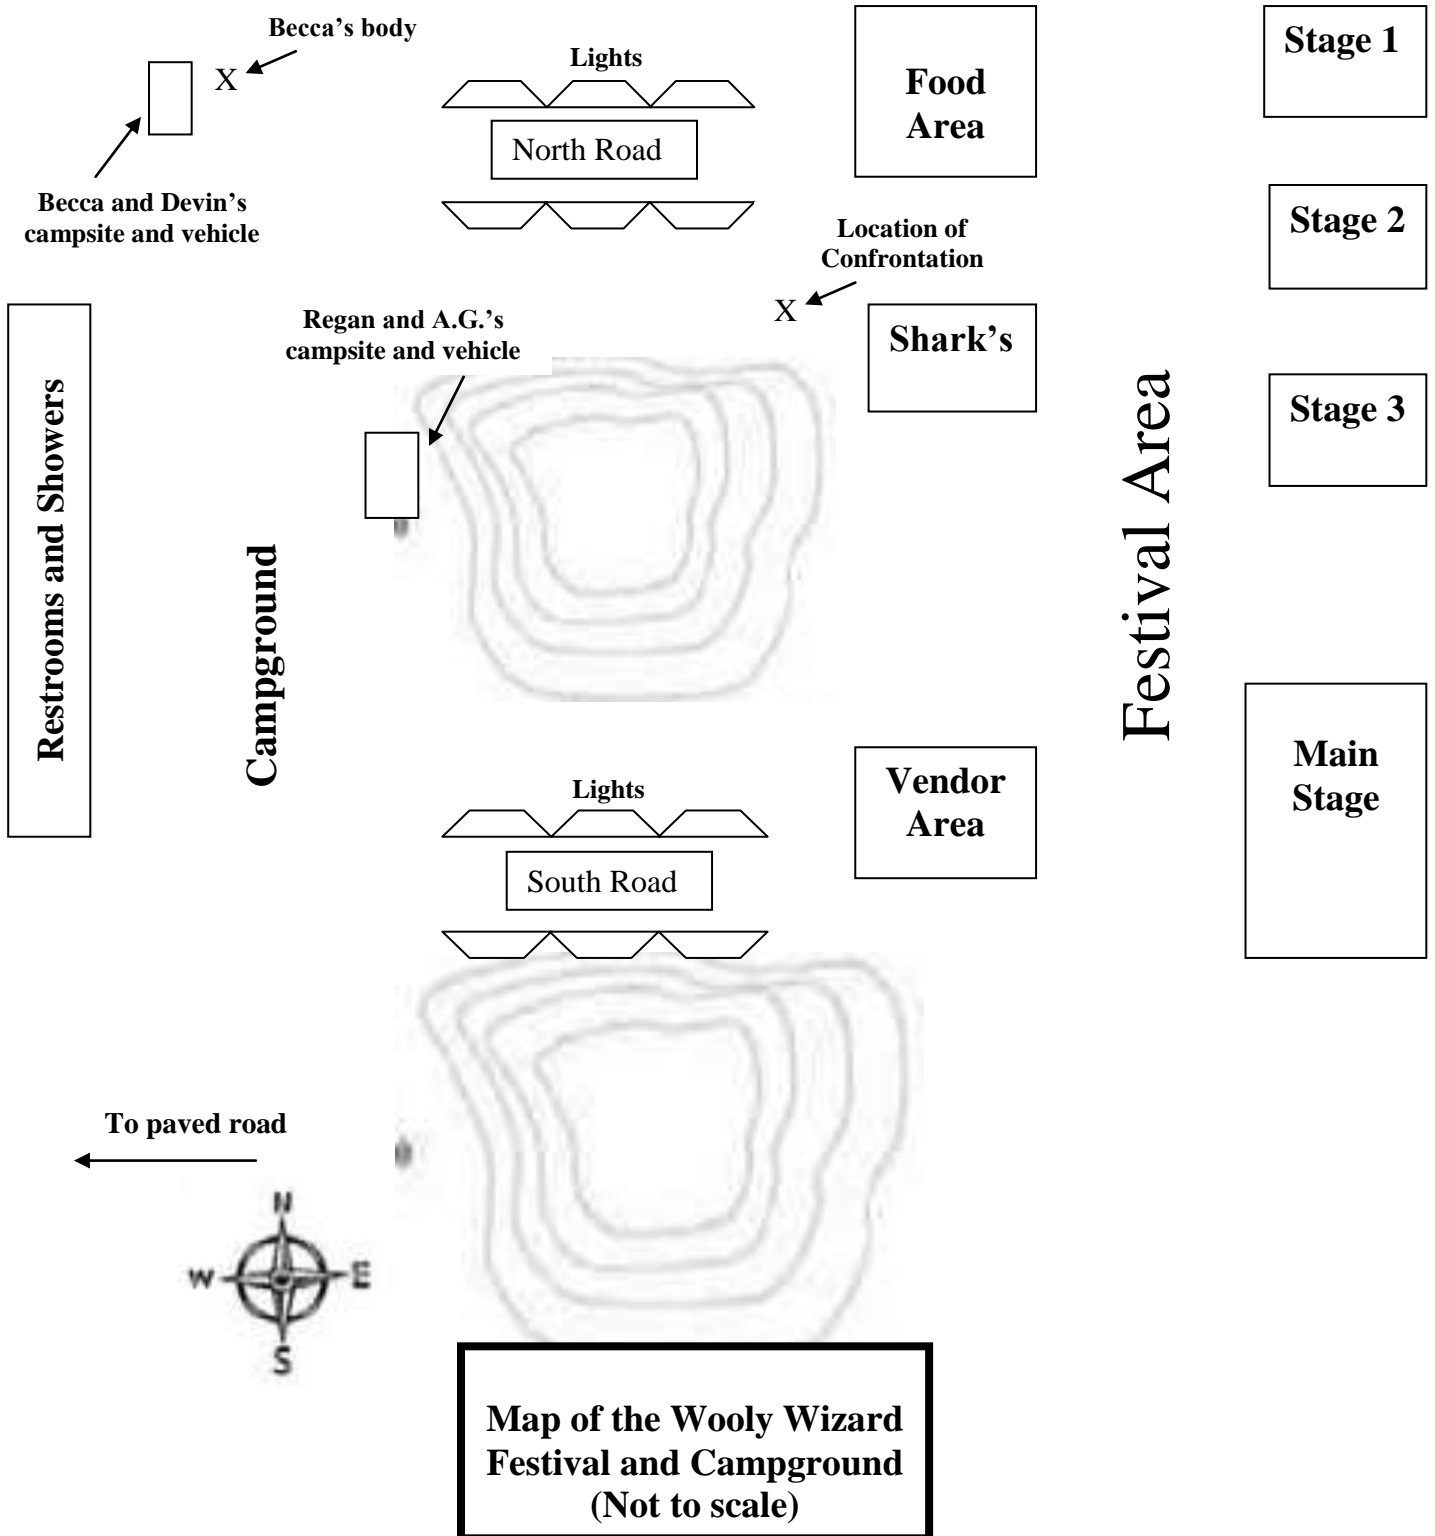 Becca’s body
X
Lights
Food
Area
Stage 1
North Road
Becca and Devin’s
campsite and vehicle
Stage 2
Location of
Confrontation
X
Shark’s
Regan and A.G.’s
campsite and vehicle
Stage 3
Restrooms and Showers
Campground
Festival Area
Main
Stage
Vendor
Area
Lights
South Road
To paved road
N
W
E
S
Map of the Wooly Wizard
Festival and Campground
(Not to scale)